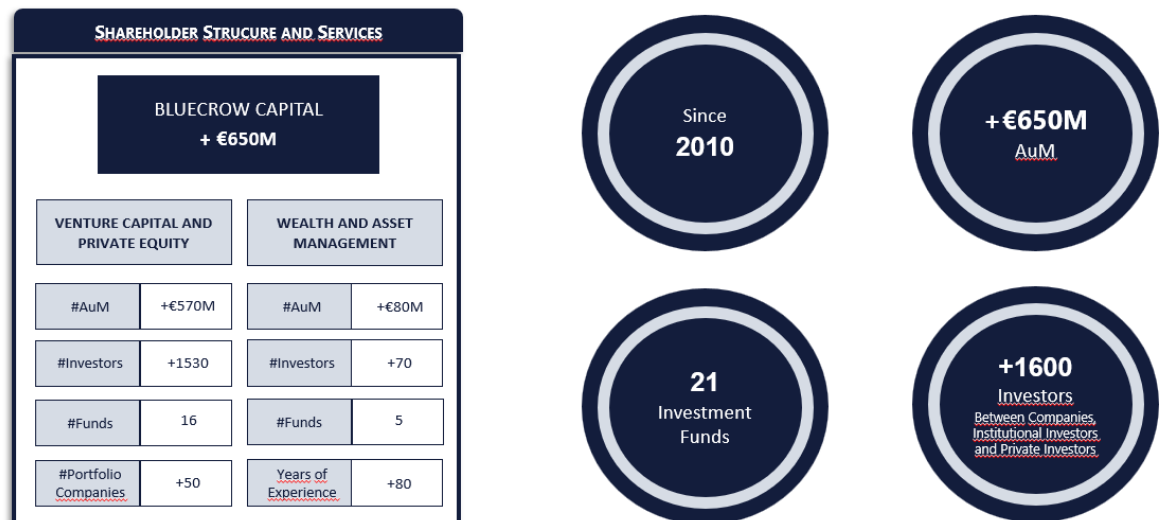 SHAREHOLDER STRUCURE AND SERVICES
BLUECROW CAPITAL
+ €650M
VENTURE CAPITAL AND
PRIVATE EQUITY
#AuM +€570M
#Investors +1530
#Funds 16
#Portfolio
Companies
+50
WEALTH AND ASSET
MANAGEMENT
#AuM +€80M
#Investors +70
#Funds 5
Years of
Experience
+80
Since
2010
+€650M
AuM
21
Investment
Funds
+1600
Investors
Between Companies,
Institutional Investors
and Private Investors